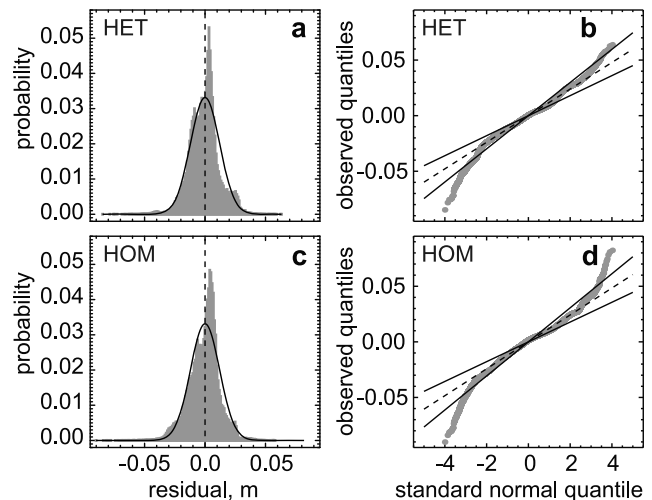 HET
a
probability
0.05
0.04
0.03
0.02
0.01
0.00
HET
b
observed quantiles
0.05
0.00
-0.05
HOM
c
probability
0.05
0.04
0.03
0.02
0.01
0.00
-0.05
0.0
0.05
residual, m
HOM
d
observed quantiles
0.05
0.00
-0.05
-4
-2
0
2
4
standard normal quantile